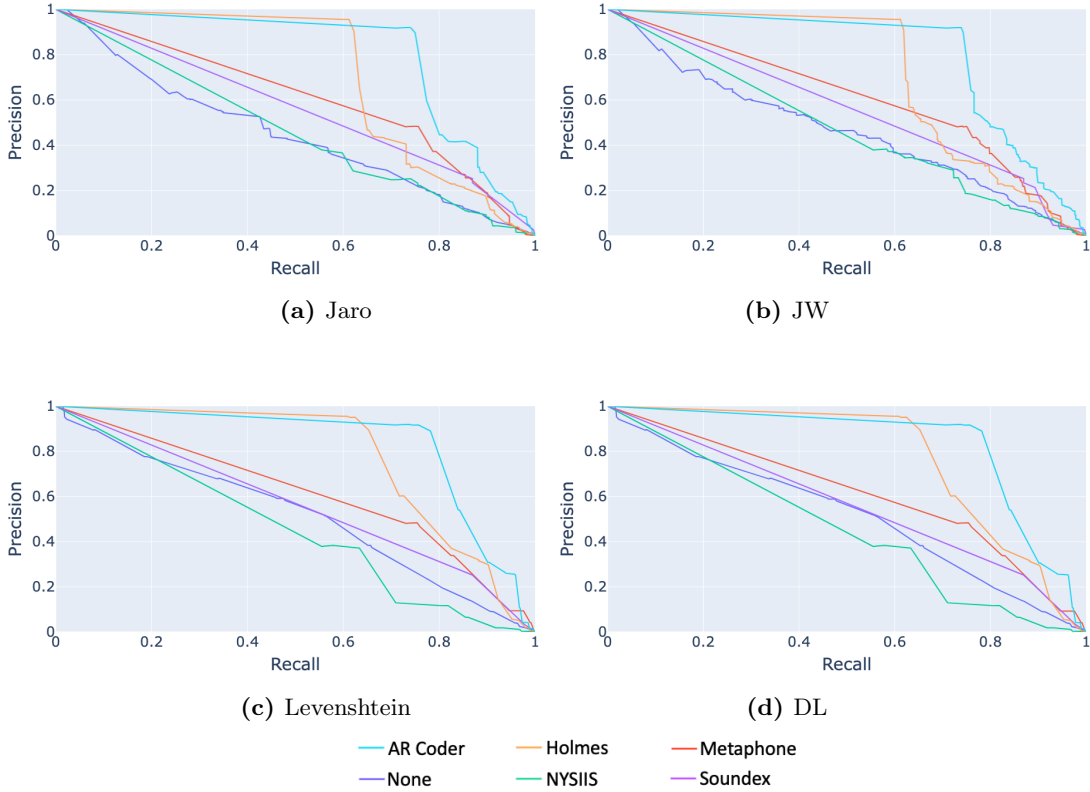 1
0.8
0.6
0.4
0.2
0
Precision
0 0.2 0.4 0.6 0.8 1
Recall
(a) Jaro
1
0.8
0.6
0.4
0.2
0
Precision
0 0.2 0.4 0.6 0.8 1
Recall
(b) JW
1
0.8
0.6
0.4
0.2
0
Precision
0 0.2 0.4 0.6 0.8 1
Recall
(c) Levenshtein
1
0.8
0.6
0.4
0.2
0
Precision
0 0.2 0.4 0.6 0.8 1
Recall
(d) DL
AR Coder Holmes Metaphone
None NYSIIS Soundex